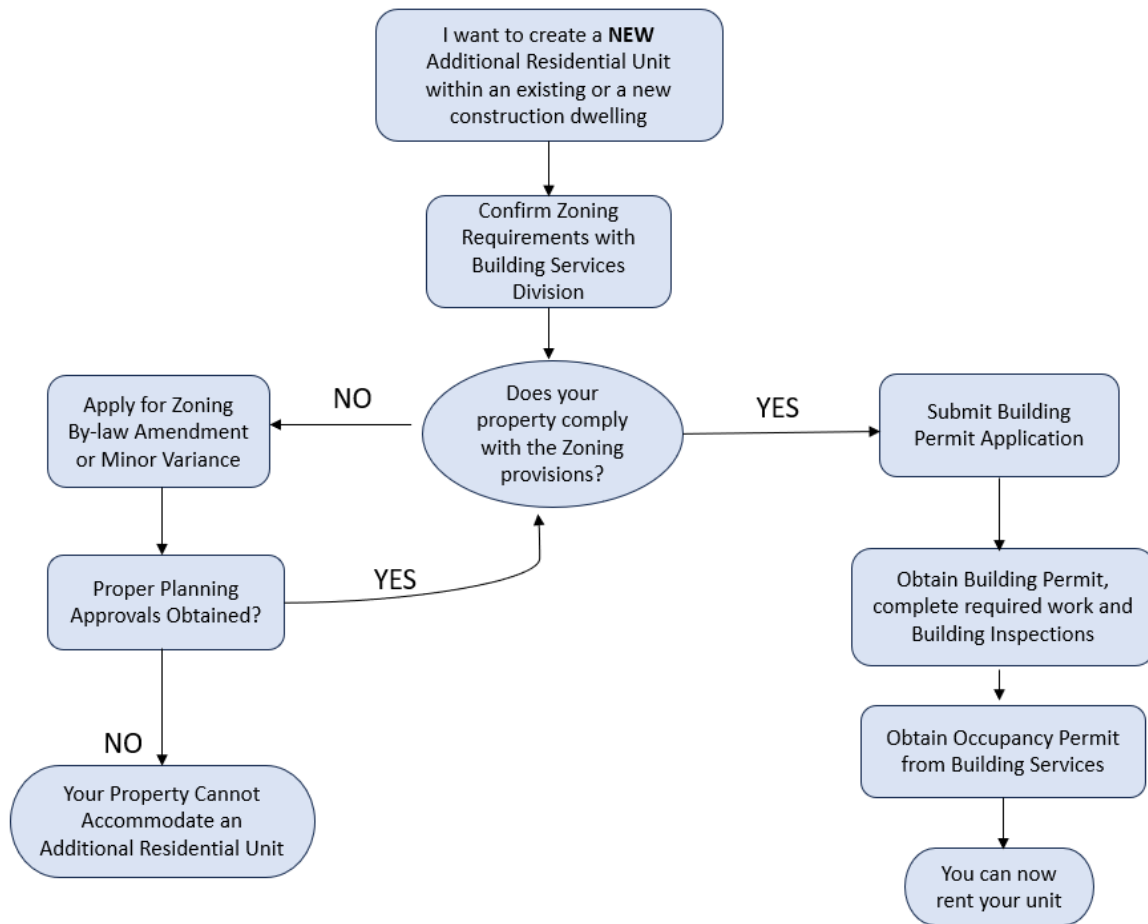 I want to create a NEW
Additional Residential Unit
within an existing or a new
construction dwelling
Confirm Zoning
Requirements with
Building Services
Division
Does your
property comply
with the Zoning
provisions?
NO
YES
Apply for Zoning
By-law Amendment
or Minor Variance
Submit Building
Permit Application
Proper Planning
Approvals Obtained?
YES
Obtain Building Permit,
complete required work and
Building Inspections
NO
Obtain Occupancy Permit
from Building Services
Your Property Cannot
Accommodate an
Additional Residential Unit
You can now
rent your unit